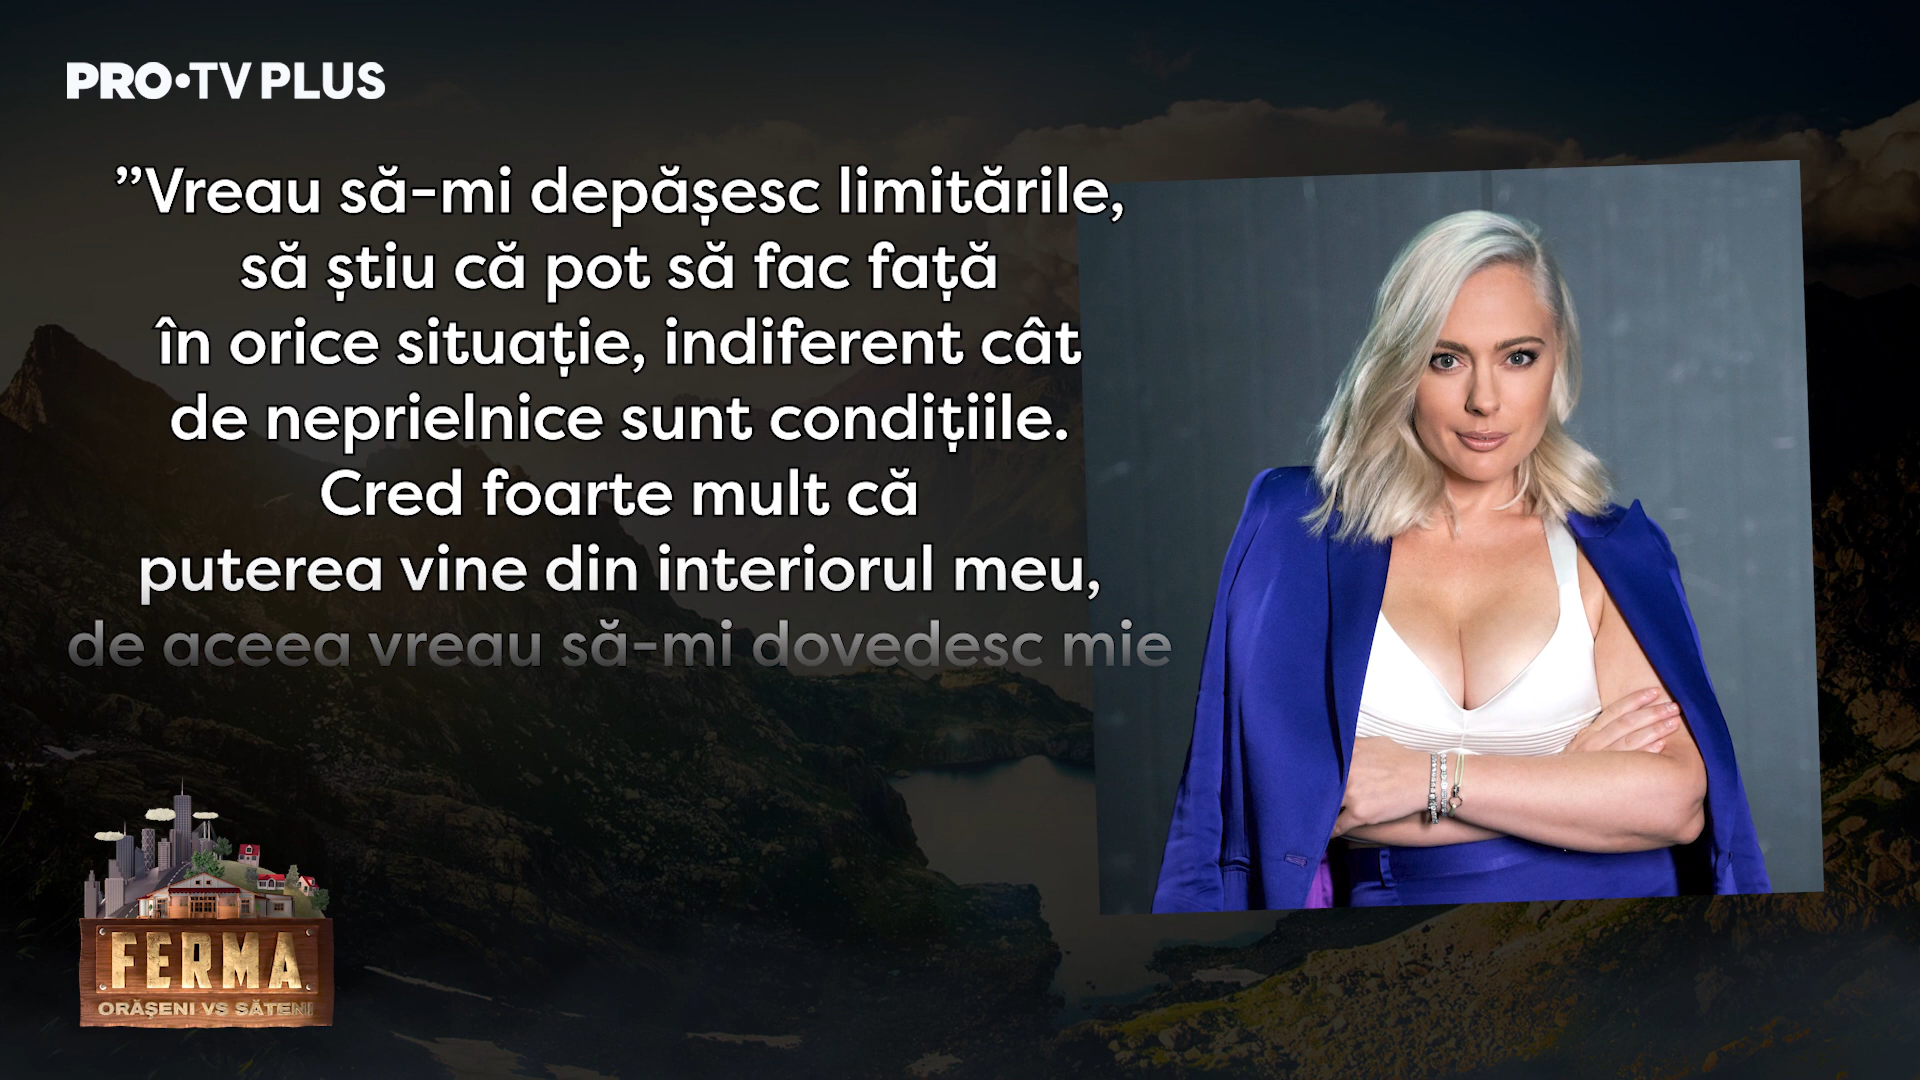 PRO•TV PLUS
”Vreau să-mi depășesc limitările,
să știu că pot să fac față
în orice situație, indiferent cât
de neprielnice sunt condițiile.
Cred foarte mult că
puterea vine din interiorul meu,
de aceea vreau să-mi dovedesc mie
FERMA
ORĂȘENI VS SĂTENI